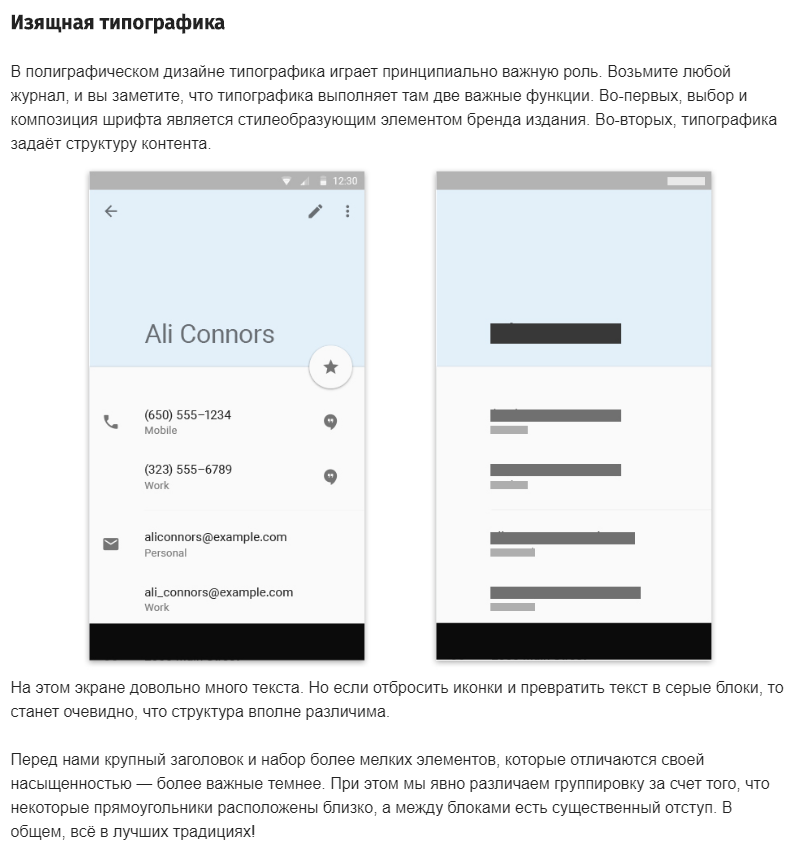 Изящная типографика
В полиграфическом дизайне типографика играет принципиально важную роль. Возьмите любой
журнал, и вы заметите, что типографика выполняет там две важные функции. Во-первых, выбор и
композиция шрифта является стилеобразующим элементом бренда издания. Во-вторых, типографика
задаёт структуру контента.
12:30
Ali Connors
(650) 555–1234
Mobile
(323) 555–6789
Work
aliconnors@example.com
Personal
ali_connors@example.com
Work
На этом экране довольно много текста. Но если отбросить иконки и превратить текст в серые блоки, то
станет очевидно, что структура вполне различима.
Перед нами крупный заголовок и набор более мелких элементов, которые отличаются своей
насыщенностью — более важные темнее. При этом мы явно различаем группировку за счет того, что
некоторые прямоугольники расположены близко, а между блоками есть существенный отступ. В
общем, всё в лучших традициях!